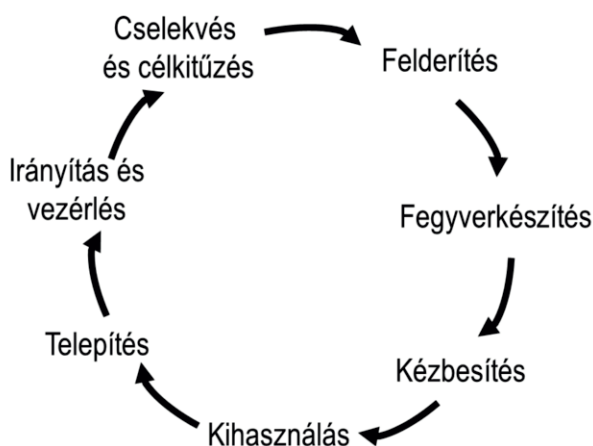 Cselekvés
és célkitűzés
Felderítés
Fegyverkészítés
Kézbesítés
Kihasználás
Telepítés
Irányítás és
vezérlés